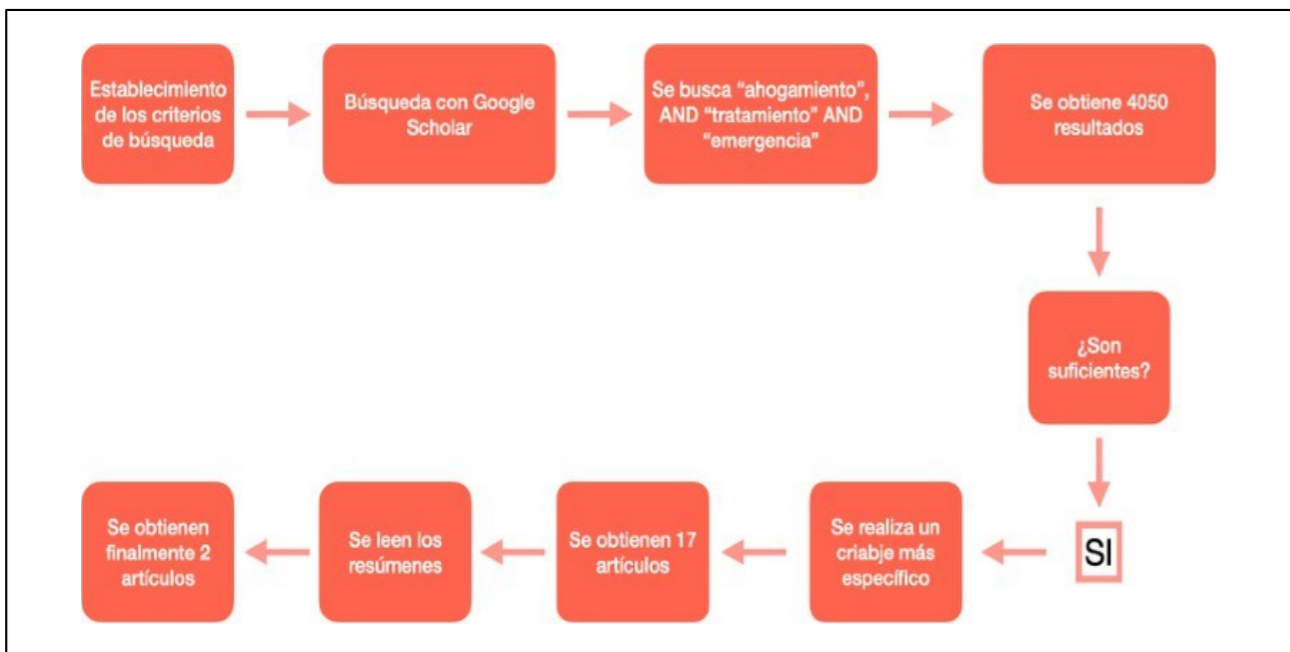 Establecimiento
de los criterios
de búsqueda
Búsqueda con Google
Scholar
Se busca “ahogamiento”,
AND “tratamiento” AND
“emergencia”
Se obtiene 4050
resultados
¿Son
suficientes?
SI
Se realiza un
criabje más
específico
Se obtienen 17
artículos
Se leen los
resúmenes
Se obtienen
finalmente 2
artículos